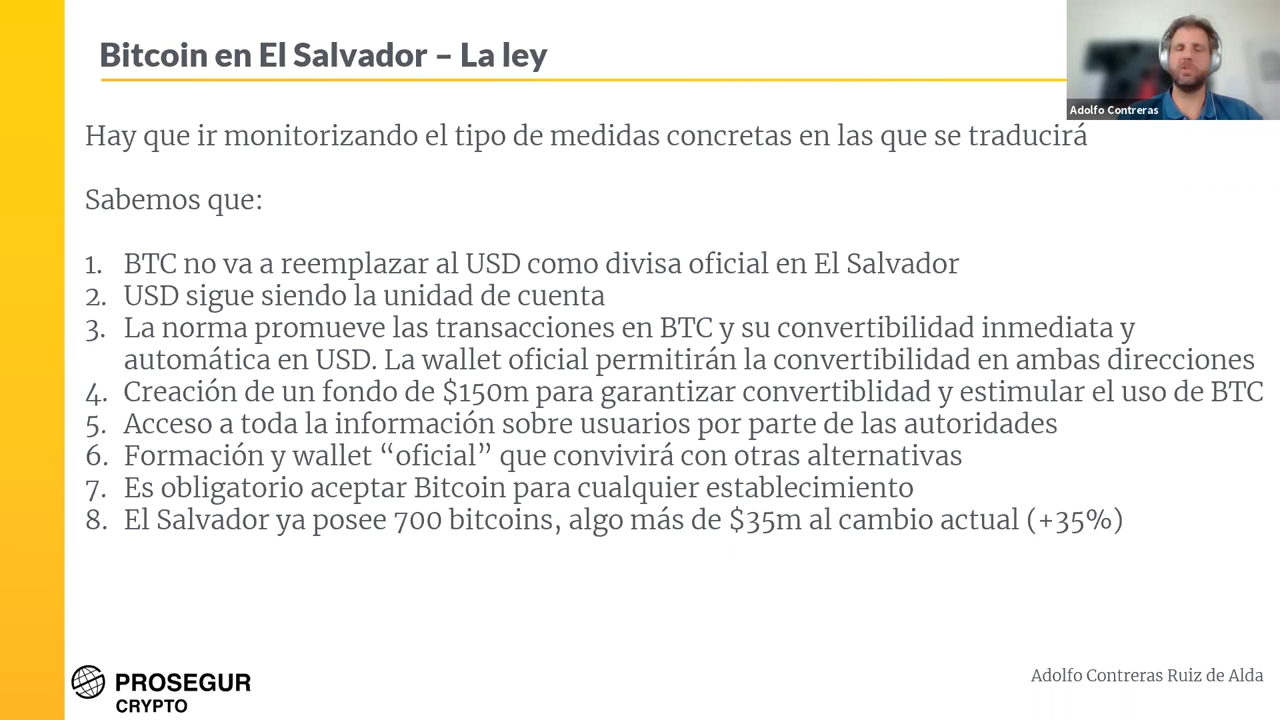 Bitcoin en El Salvador – La ley
Adolfo Contreras
Hay que ir monitorizando el tipo de medidas concretas en las que se traducirá
Sabemos que:
1. BTC no va a reemplazar al USD como divisa oficial en El Salvador
2. USD sigue siendo la unidad de cuenta
3. La norma promueve las transacciones en BTC y su convertibilidad inmediata y
automática en USD. La wallet oficial permitirán la convertibilidad en ambas direcciones
4. Creación de un fondo de $150m para garantizar convertiblidad y estimular el uso de BTC
5. Acceso a toda la información sobre usuarios por parte de las autoridades
6. Formación y wallet “oficial” que convivirá con otras alternativas
7. Es obligatorio aceptar Bitcoin para cualquier establecimiento
8. El Salvador ya posee 700 bitcoins, algo más de $35m al cambio actual (+35%)
PROSEGUR
CRYPTO
Adolfo Contreras Ruiz de Alda